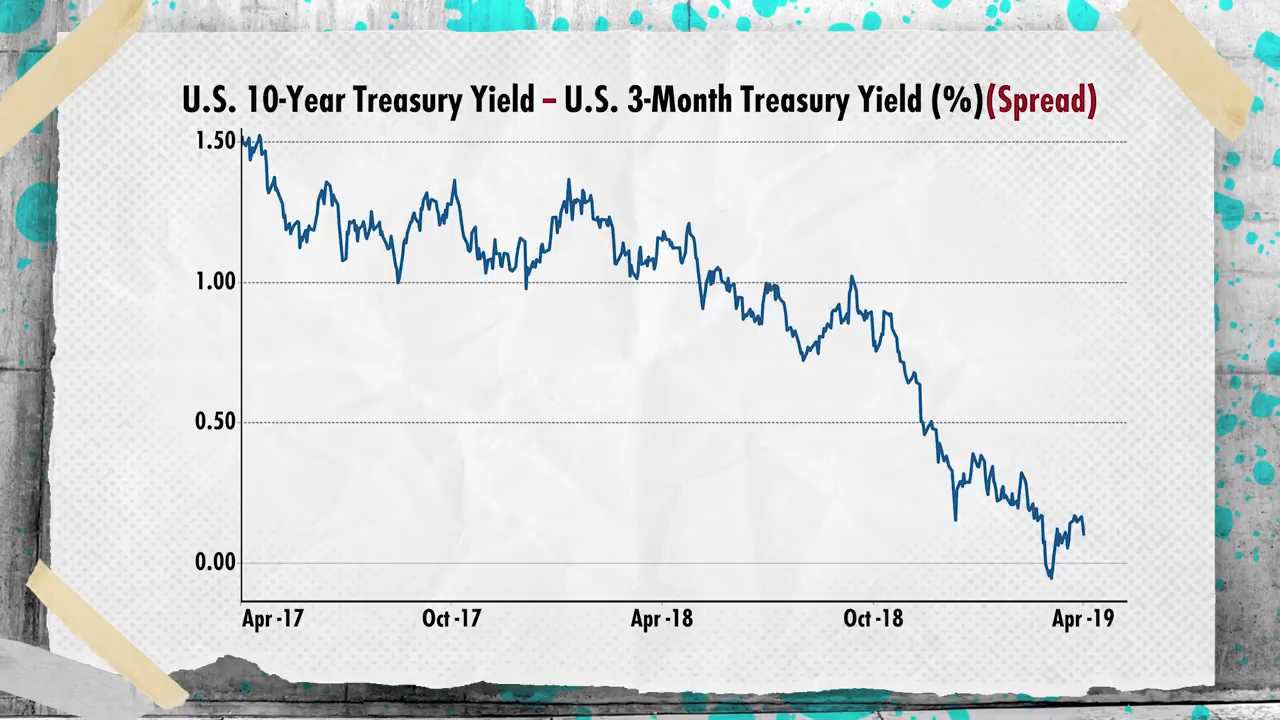 U.S. 10-Year Treasury Yield – U.S. 3-Month Treasury Yield (%)(Spread)
1.50
1.00
0.50
0.00
Apr -17 Oct -17 Apr -18 Oct -18 Apr -19